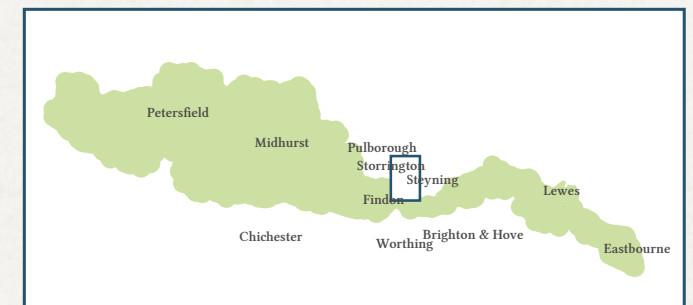 Petersfield
Midhurst
Pulborough
Storrington
Steyning
Lewes
Findon
Chichester
Brighton & Hove
Worthing
Eastbourne